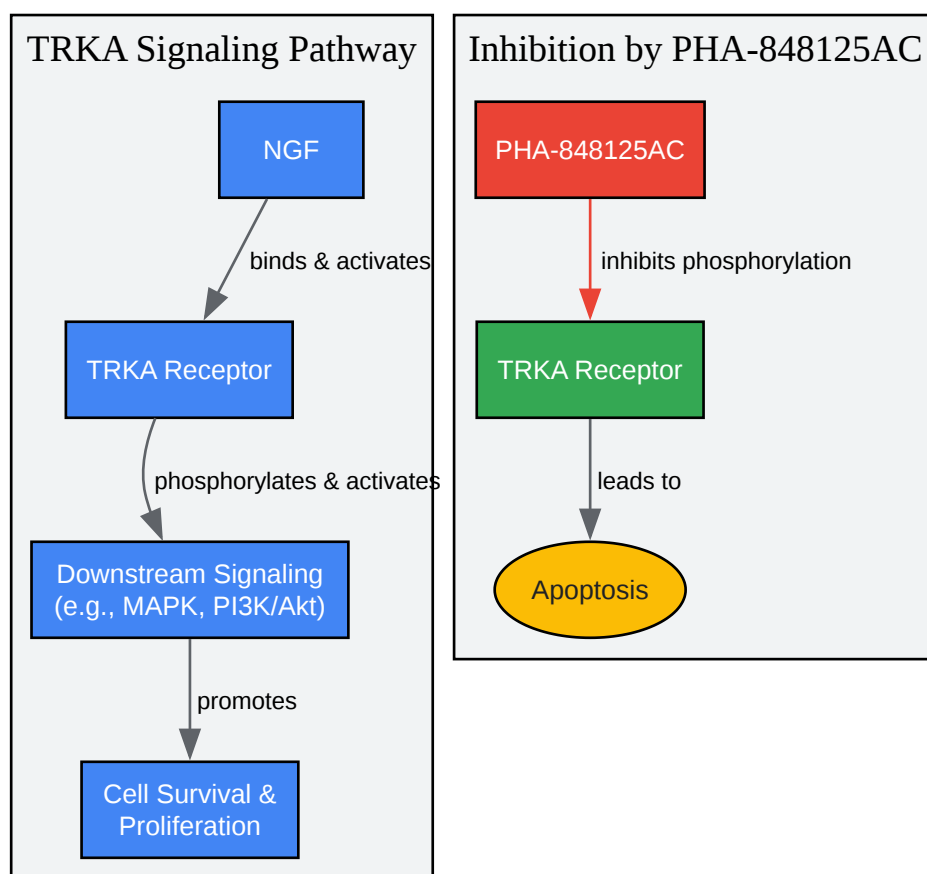 TRKA Signaling Pathway
NGF
binds & activates
TRKA Receptor
phosphorylates & activates
Downstream Signaling
(e.g., MAPK, PI3K/Akt)
promotes
Cell Survival &
Proliferation
Inhibition by PHA-848125AC
PHA-848125AC
inhibits phosphorylation
TRKA Receptor
leads to
Apoptosis